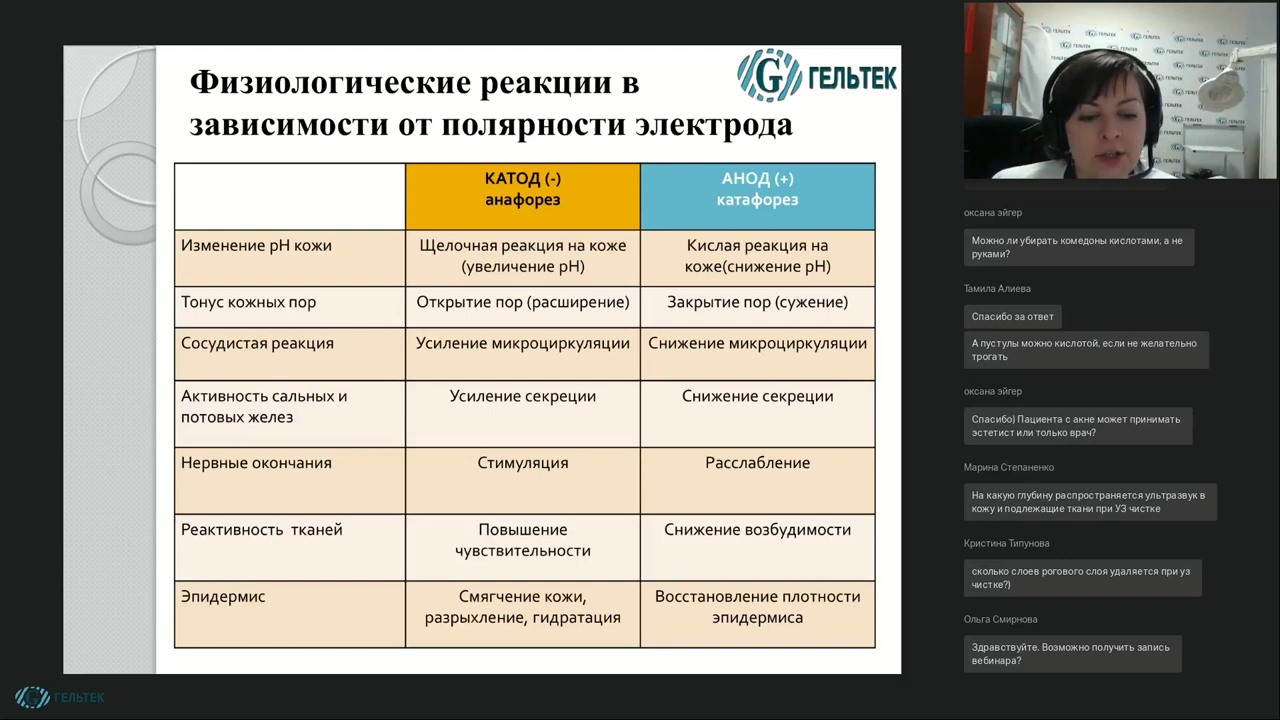 Физиологические реакции в
зависимости от полярности электрода
ГЕЛЬТЕК
КАТОД (-)
анафорез
АНОД (+)
катафорез
Изменение pH кожи
Щелочная реакция на коже
(увеличение pH)
Кислая реакция на
коже(снижение pH)
Тонус кожных пор
Открытие пор (расширение)
Закрытие пор (сужение)
Сосудистая реакция
Усиление микроциркуляции
Снижение микроциркуляции
Активность сальных и
потовых желез
Усиление секреции
Снижение секреции
Нервные окончания
Стимуляция
Расслабление
Реактивность тканей
Повышение
чувствительности
Снижение возбудимости
Эпидермис
Смягчение кожи,
разрыхление, гидратация
Восстановление плотности
эпидермиса
ГЕЛЬТЕК
оксана эйгер
Можно ли убирать комедоны кислотами, а не
руками?
Тамила Алиева
Спасибо за ответ
А пустулы можно кислотой, если не желательно
трогать
оксана эйгер
Спасибо) Пациента с акне может принимать
эстетист или только врач?
Марина Степаненко
На какую глубину распространяется ультразвук в
кожу и подлежащие ткани при УЗ чистке
Кристина Типунова
сколько слоев рогового слоя удаляется при уз
чистке?)
Ольга Смирнова
Здравствуйте. Возможно получить запись
вебинара?